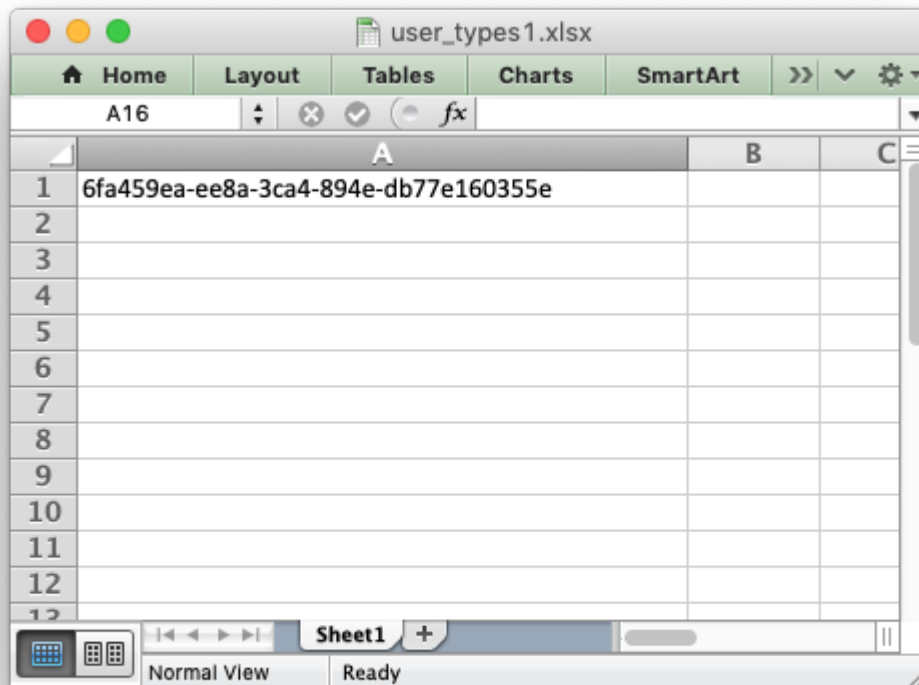 user_types1.xlsx
Home Layout Tables Charts SmartArt
A16 fx
A B C
1 6fa459ea-ee8a-3ca4-894e-db77e160355e
2
3
4
5
6
7
8
9
10
11
12
13
Sheet1 +
Normal View Ready